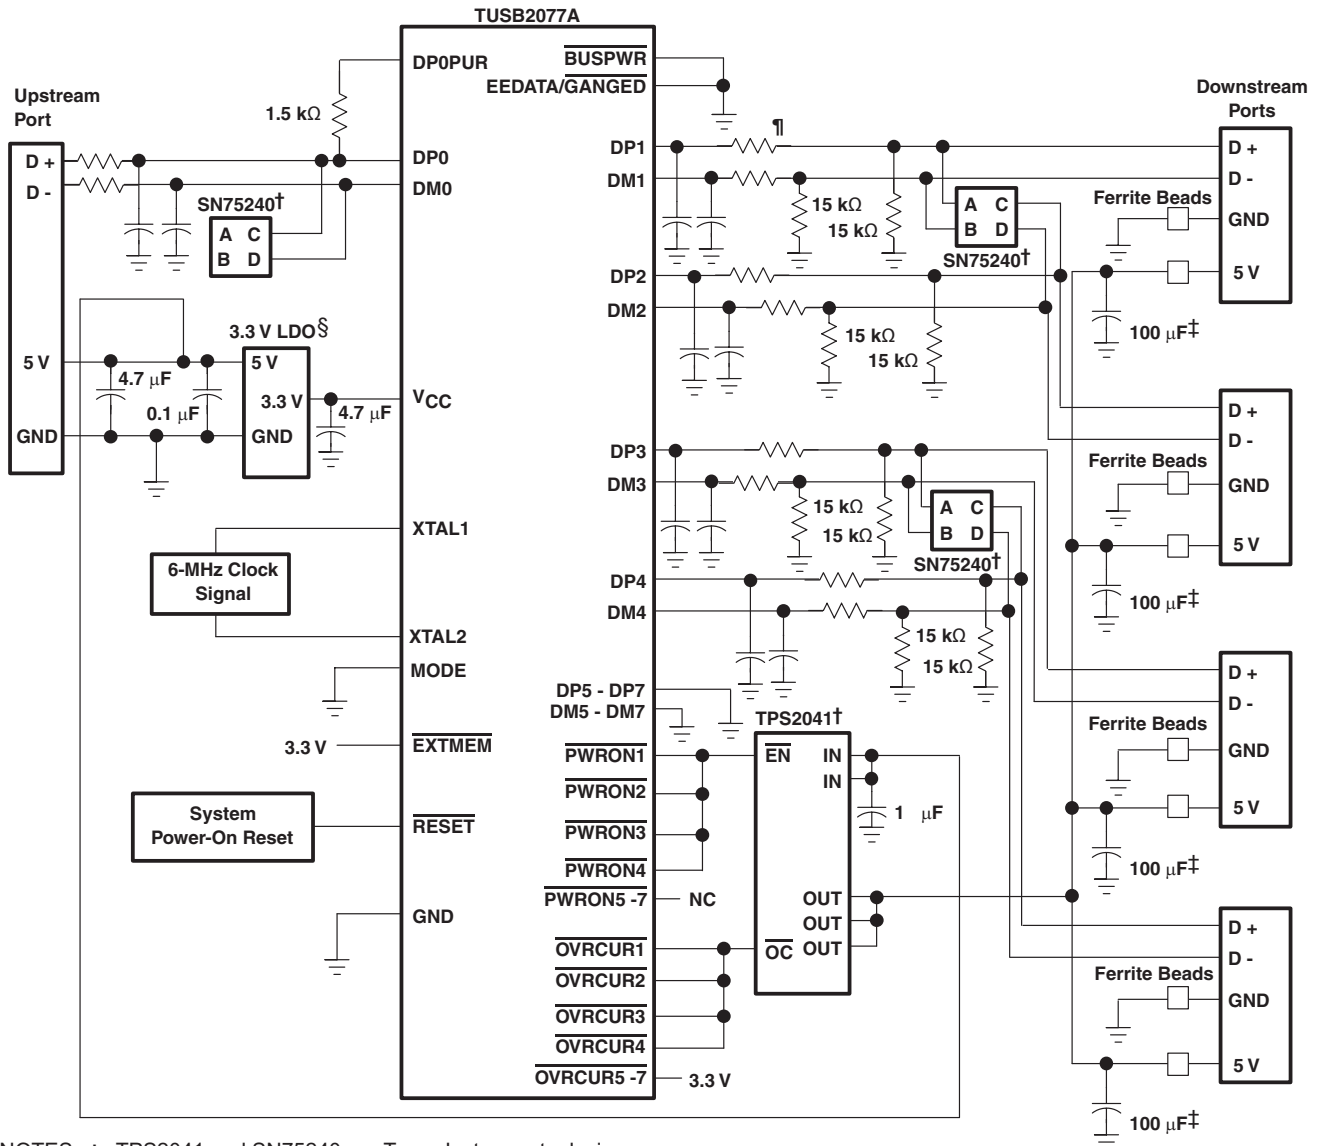 TUSB2077A
Upstream
Port
D +
D -
5 V
GND
1.5 kΩ
SN75240†
A C
B D
3.3 V LDO§
5 V
3.3 V
GND
4.7 μF
0.1 μF
4.7 μF
6-MHz Clock
Signal
3.3 V
System
Power-On Reset
DP0PUR
DP0
DM0
VCC
XTAL1
XTAL2
MODE
EXTMEM
RESET
GND
BUSPWR
EEDATA/GANGED
DP1
DM1
DP2
DM2
DP3
DM3
DP4
DM4
DP5 - DP7
DM5 - DM7
PWRON1
PWRON2
PWRON3
PWRON4
PWRON5 -7
NC
OVRCUR1
OVRCUR2
OVRCUR3
OVRCUR4
OVRCUR5 -7
3.3 V
¶
15 kΩ
15 kΩ
A C
B D
SN75240†
15 kΩ
15 kΩ
15 kΩ
15 kΩ
A C
B D
SN75240†
15 kΩ
15 kΩ
TPS2041†
EN IN
IN
1 μF
OUT
OUT
OC OUT
Downstream
Ports
D +
D -
Ferrite Beads
GND
5 V
100 μF‡
D +
D -
Ferrite Beads
GND
5 V
100 μF‡
D +
D -
Ferrite Beads
GND
5 V
100 μF‡
D +
D -
Ferrite Beads
GND
5 V
100 μF‡